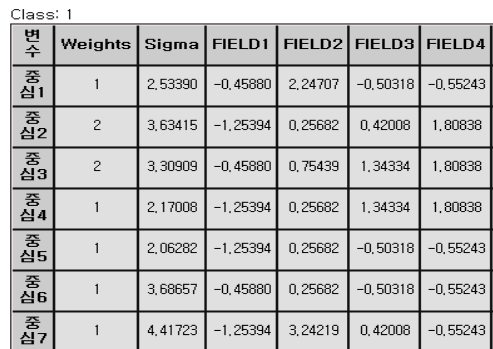 Class: 1
변수 Weights Sigma FIELD1 FIELD2 FIELD3 FIELD4
중심1 1 2,53390 -0,45880 2,24707 -0,50318 -0,55243
중심2 2 3,63415 -1,25394 0,25682 0,42008 1,80838
중심3 2 3,30909 -0,45880 0,75439 1,34334 1,80838
중심4 1 2,17008 -1,25394 0,25682 1,34334 1,80838
중심5 1 2,06282 -1,25394 0,25682 -0,50318 -0,55243
중심6 1 3,68657 -0,45880 0,25682 -0,50318 -0,55243
중심7 1 4,41723 -1,25394 3,24219 0,42008 -0,55243